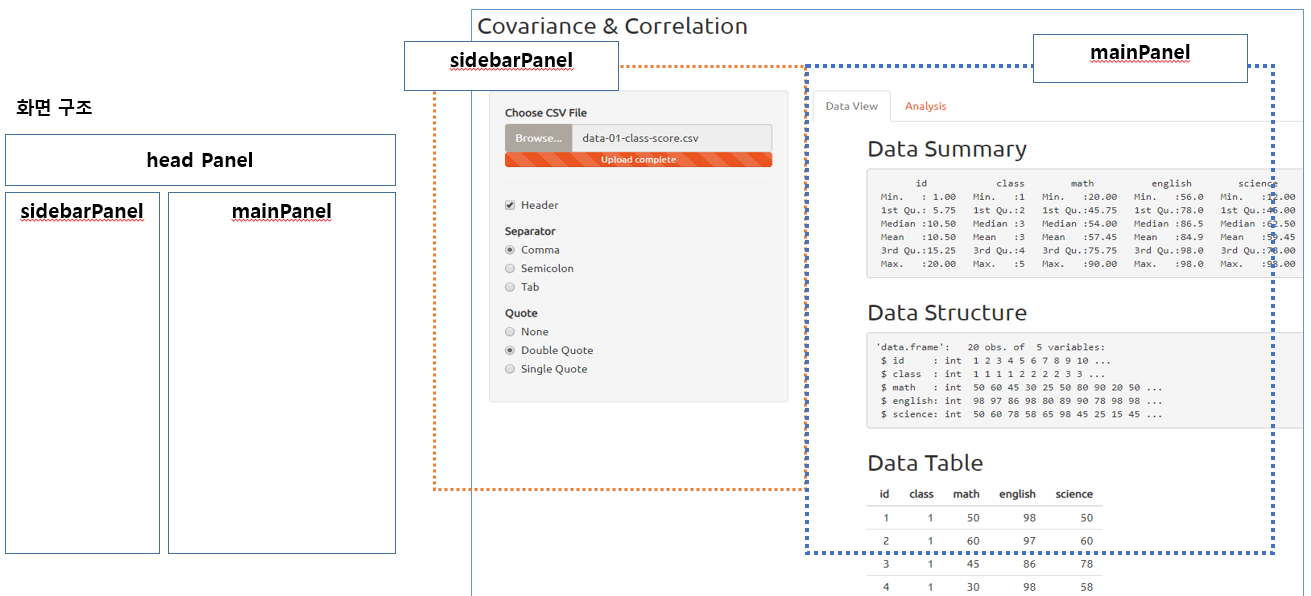 화면 구조
head Panel
sidebarPanel
mainPanel
Covariance & Correlation
sidebarPanel
mainPanel
Choose CSV File
Browse... data-01-class-score.csv
Upload complete
Header
Separator
Comma
Semicolon
Tab
Quote
None
Double Quote
Single Quote
Data View Analysis
Data Summary
id class math english science
Min. : 1.00 Min. :1 Min. :20.00 Min. :56.0 Min. :12.00
1st Qu.: 5.75 1st Qu.:2 1st Qu.:45.75 1st Qu.:78.0 1st Qu.:45.00
Median :10.50 Median :3 Median :54.00 Median :86.5 Median :62.50
Mean :10.50 Mean :3 Mean :57.45 Mean :84.9 Mean :59.45
3rd Qu.:15.25 3rd Qu.:4 3rd Qu.:75.75 3rd Qu.:98.0 3rd Qu.:78.00
Max. :20.00 Max. :5 Max. :90.00 Max. :98.0 Max. :98.00
Data Structure
'data.frame': 20 obs. of 5 variables:
$ id : int 1 2 3 4 5 6 7 8 9 10 ...
$ class : int 1 1 1 1 2 2 2 2 3 3 ...
$ math : int 50 60 45 30 25 50 80 90 20 50 ...
$ english: int 98 97 86 98 80 89 90 78 98 98 ...
$ science: int 50 60 78 58 65 98 45 25 15 45 ...
Data Table
id class math english science
1 1 50 98 50
2 1 60 97 60
3 1 45 86 78
4 1 30 98 58